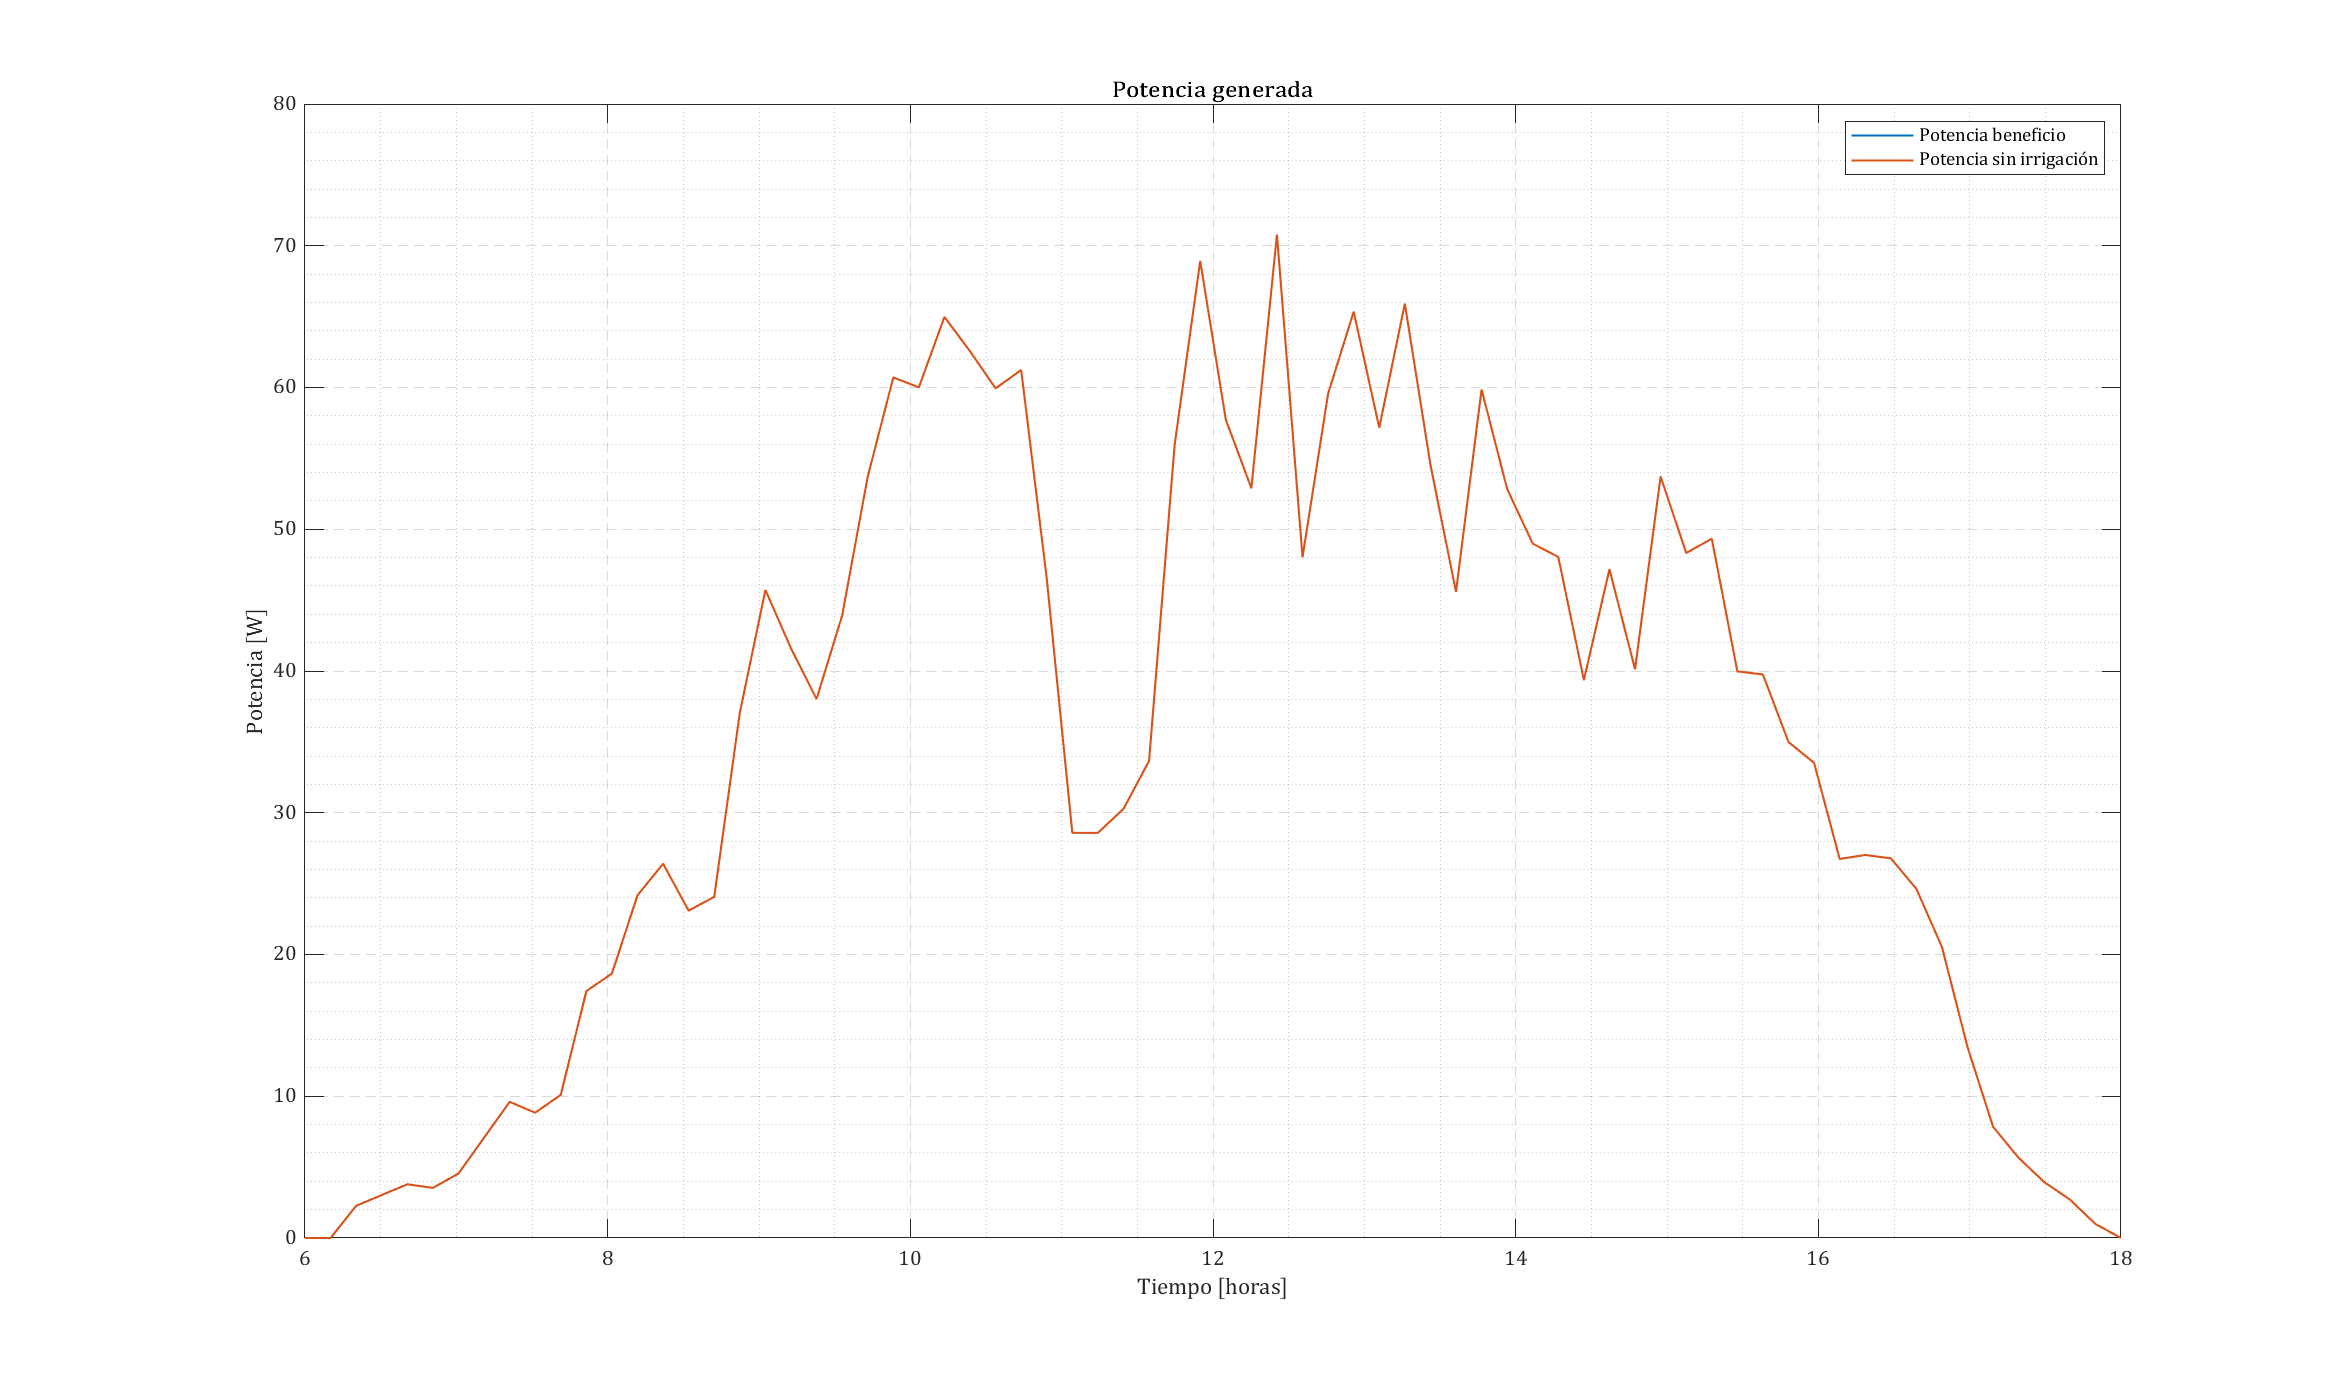 Potencia generada
80
70
60
50
40
30
20
10
0
Potencia [W]
Potencia beneficio
Potencia sin irrigación
6 8 10 12 14 16 18
Tiempo [horas]